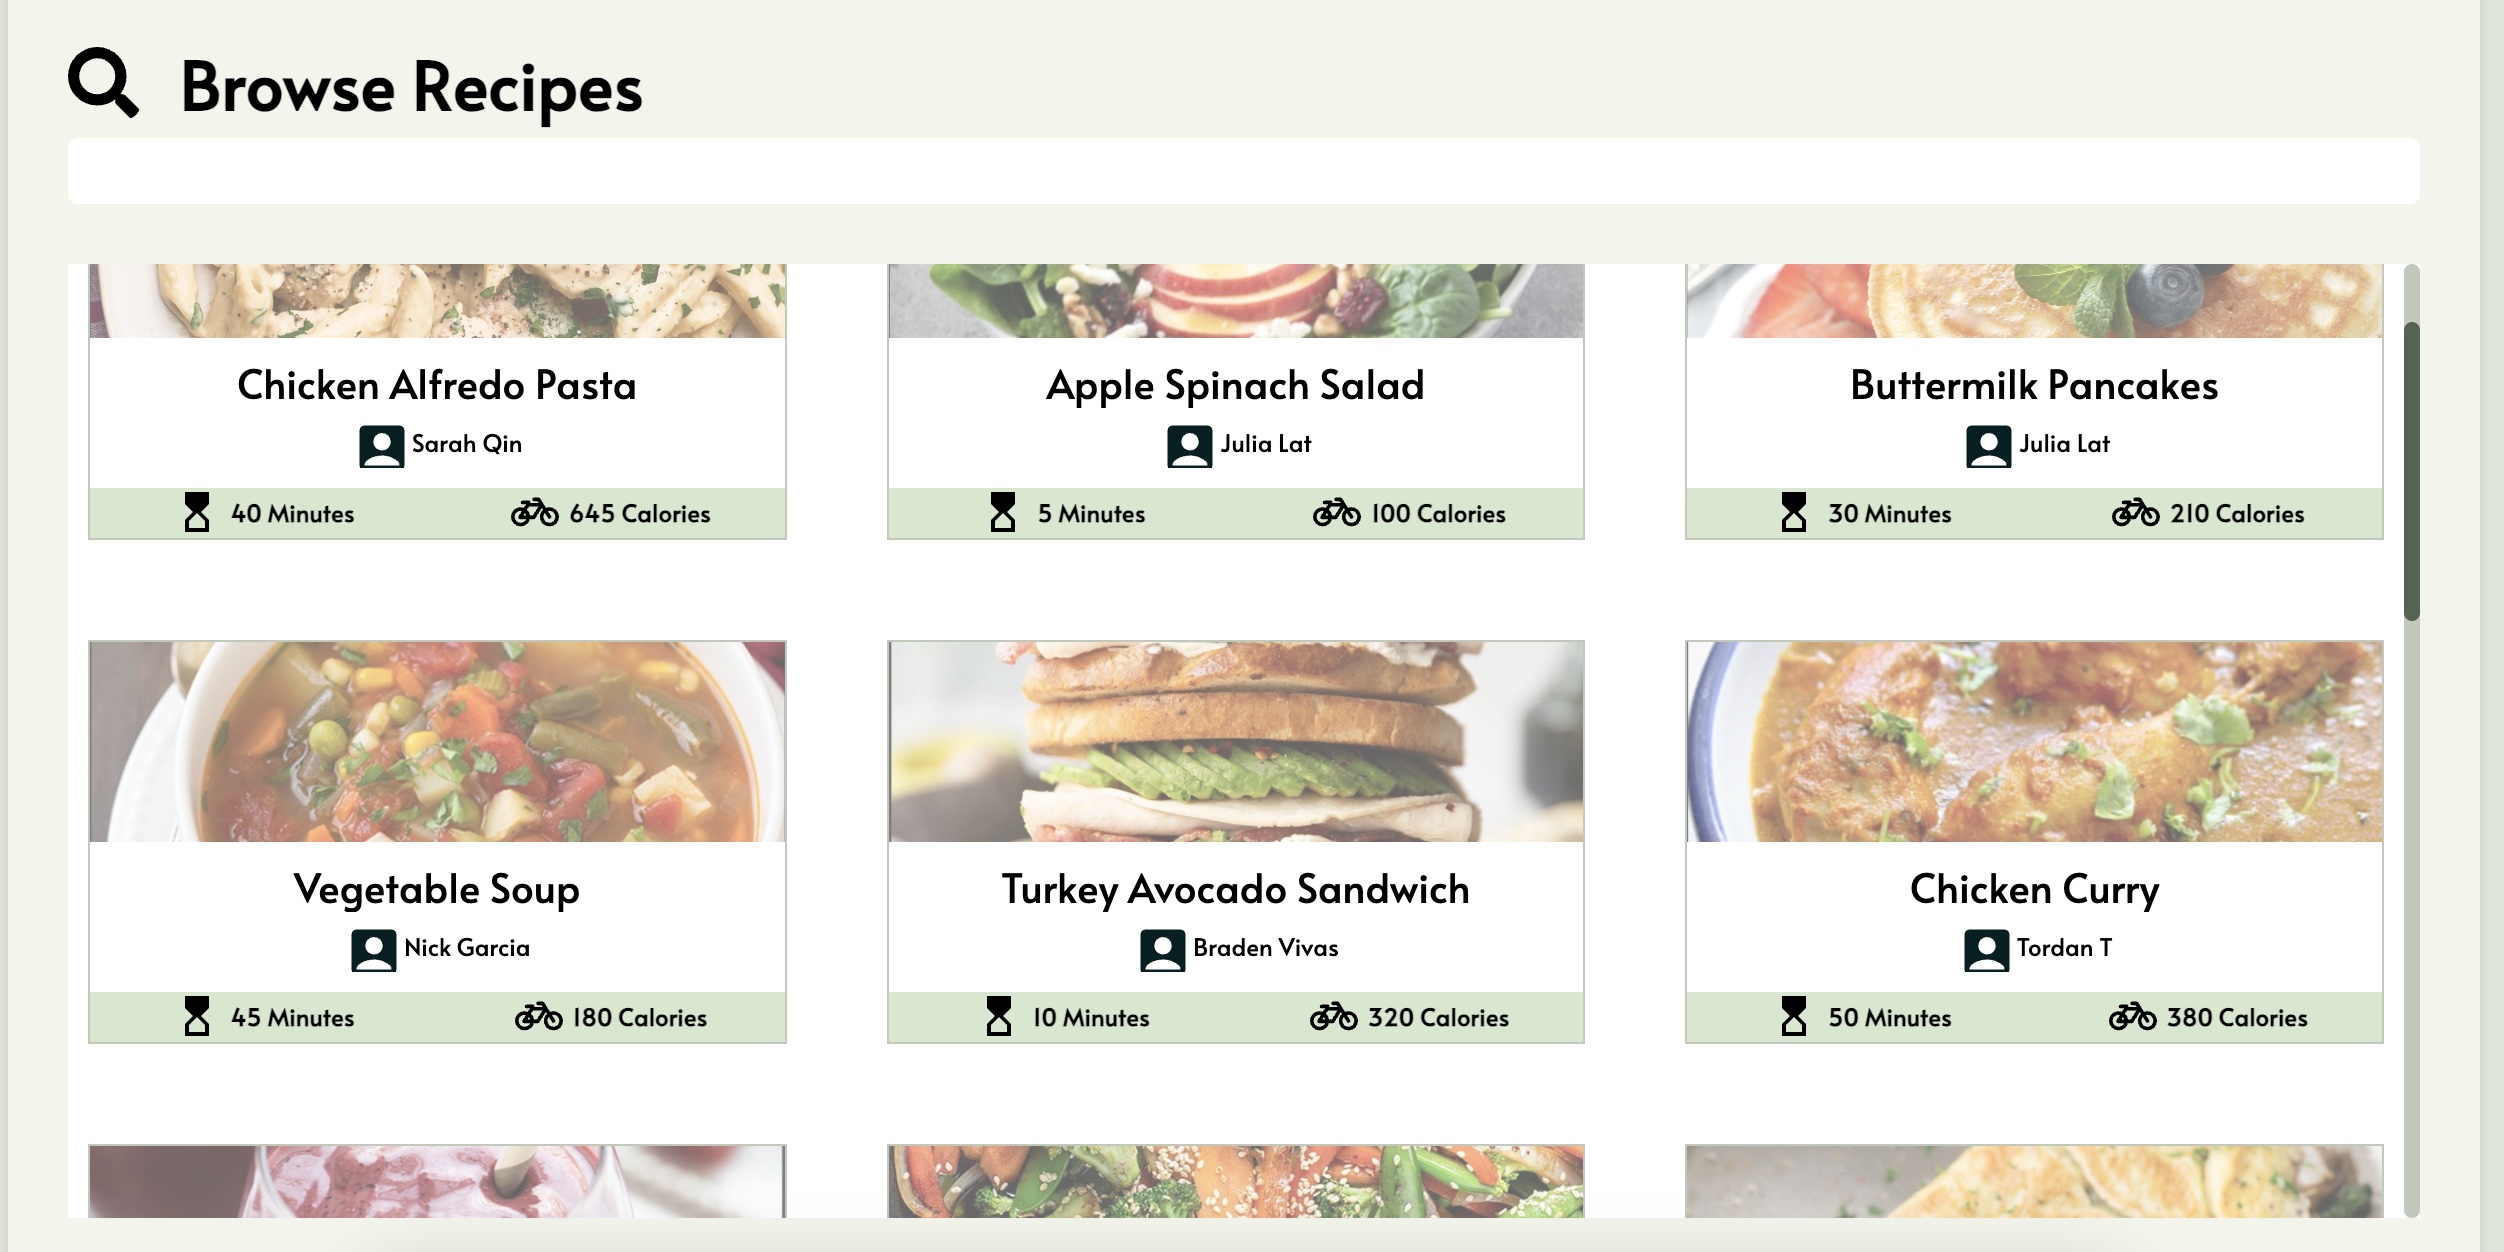 Browse Recipes
Chicken Alfredo Pasta
Sarah Qin
40 Minutes
645 Calories
Apple Spinach Salad
Julia Lat
5 Minutes
100 Calories
Buttermilk Pancakes
Julia Lat
30 Minutes
210 Calories
Vegetable Soup
Nick Garcia
45 Minutes
180 Calories
Turkey Avocado Sandwich
Braden Vivas
10 Minutes
320 Calories
Chicken Curry
Tordan T
50 Minutes
380 Calories